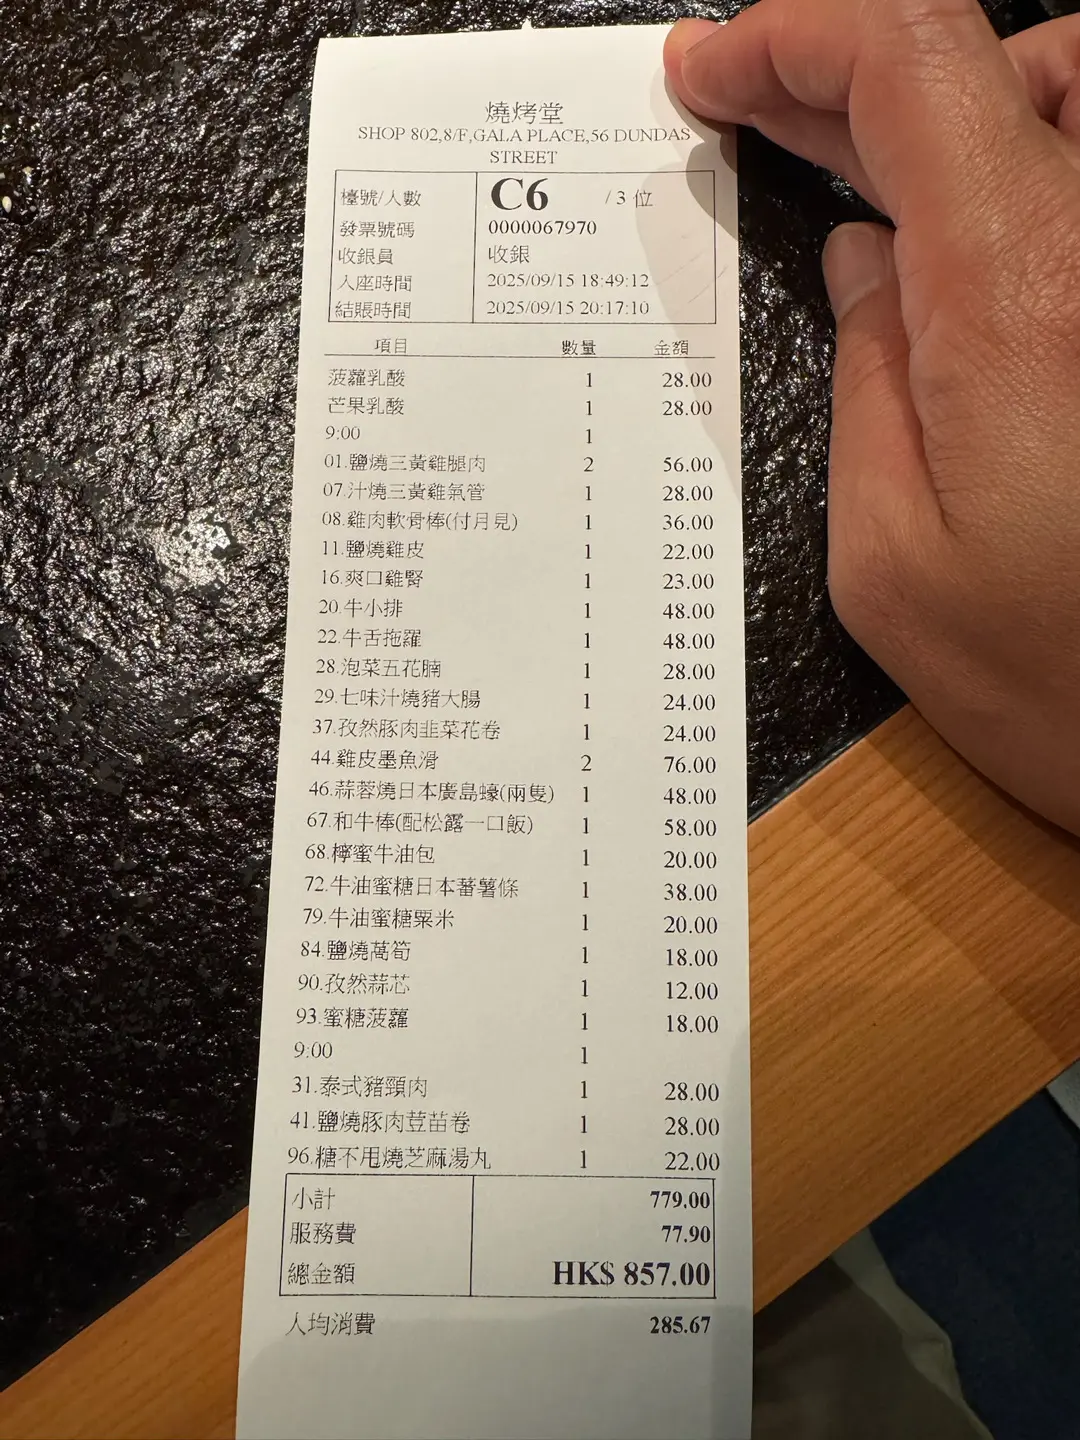 燒烤堂
SHOP 802,8/F,GALA PLACE,56 DUNDAS
STREET
檯號/人數 C6 / 3 位
發票號碼 0000067970
收銀員 收銀
入座時間 2025/09/15 18:49:12
結賬時間 2025/09/15 20:17:10
項目 數量 金額
菠蘿乳酸 1 28.00
芒果乳酸 1 28.00
9:00 1
01.鹽燒三黃雞腿肉 2 56.00
07.汁燒三黃雞氣管 1 28.00
08.雞肉軟骨棒(付月見) 1 36.00
11.鹽燒雞皮 1 22.00
16.爽口雞腎 1 23.00
20.牛小排 1 48.00
22.牛舌拖羅 1 48.00
28.泡菜五花腩 1 28.00
29.七味汁燒豬大腸 1 24.00
37.孜然豚肉韭菜花卷 1 24.00
44.雞皮墨魚滑 2 76.00
46.蒜蓉燒日本廣島蠔(兩隻) 1 48.00
67.和牛棒(配松露一口飯) 1 58.00
68.檸蜜牛油包 1 20.00
72.牛油蜜糖日本蕃薯條 1 38.00
79.牛油蜜糖粟米 1 20.00
84.鹽燒萵筍 1 18.00
90.孜然蒜芯 1 12.00
93.蜜糖菠蘿 1 18.00
9:00 1
31.泰式豬頸肉 1 28.00
41.鹽燒豚肉荳苗卷 1 28.00
96.糖不甩燒芝麻湯丸 1 22.00
小計 779.00
服務費 77.90
總金額 HK$ 857.00
人均消費 285.67